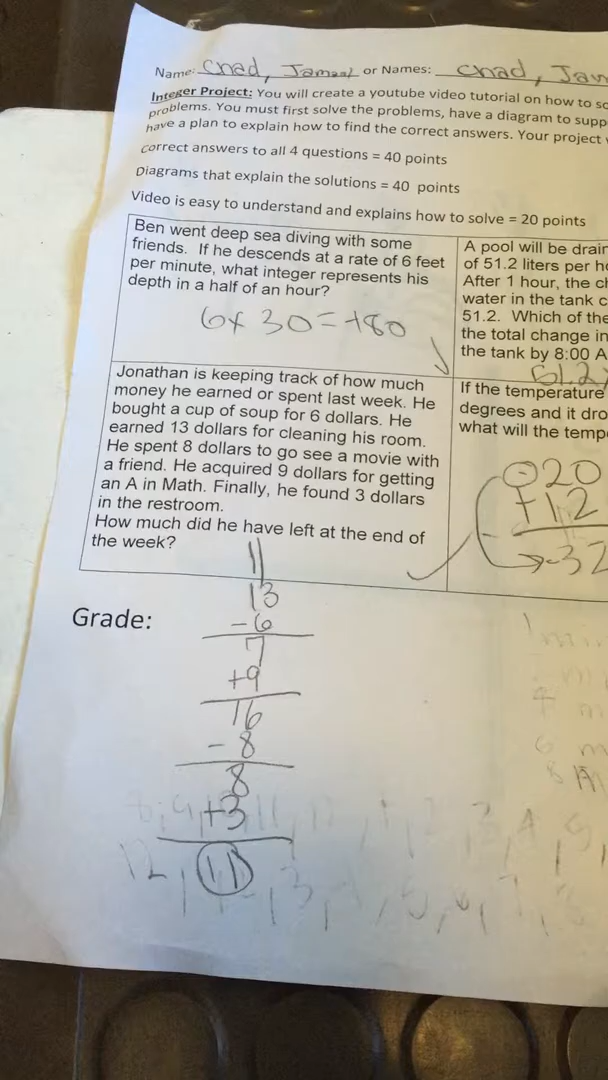 Name: Chad, Jamaal or Names: Chad, Jam
Integer Project: You will create a youtube video tutorial on how to so
problems. You must first solve the problems, have a diagram to supp
have a plan to explain how to find the correct answers. Your project
Correct answers to all 4 questions = 40 points
Diagrams that explain the solutions = 40 points
Video is easy to understand and explains how to solve = 20 points
Ben went deep sea diving with some
friends. If he descends at a rate of 6 feet
per minute, what integer represents his
depth in a half of an hour?
6x 30=+180
A pool will be drain
of 51.2 liters per h
After 1 hour, the ch
water in the tank c
51.2. Which of the
the total change in
the tank by 8:00 A
51.2
Jonathan is keeping track of how much
money he earned or spent last week. He
bought a cup of soup for 6 dollars. He
earned 13 dollars for cleaning his room.
He spent 8 dollars to go see a movie with
a friend. He acquired 9 dollars for getting
an A in Math. Finally, he found 3 dollars
in the restroom.
How much did he have left at the end of
the week?
11
If the temperature
degrees and it dro
what will the temp
-20
+12
-32
Grade:
13
-6
7
+9
16
-8
8
+3
11